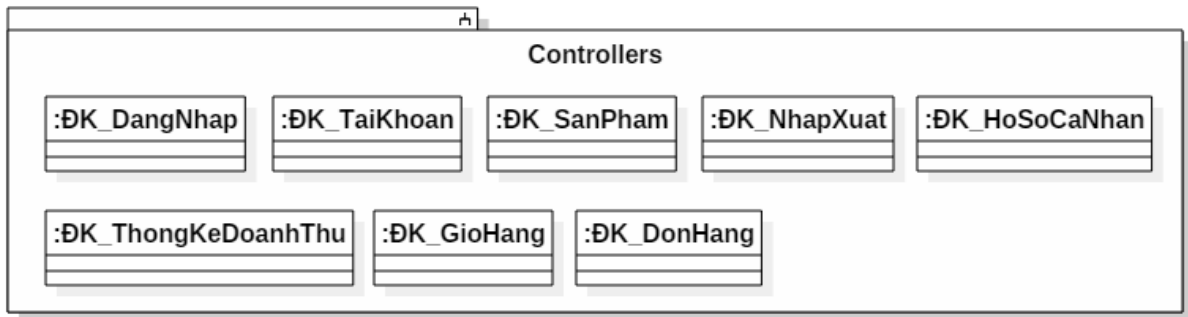 Controllers
:ĐK_DangNhap :ĐK_TaiKhoan :ĐK_SanPham :ĐK_NhapXuat :ĐK_HoSoCaNhan
:ĐK_ThongKeDoanhThu :ĐK_GioHang :ĐK_DonHang